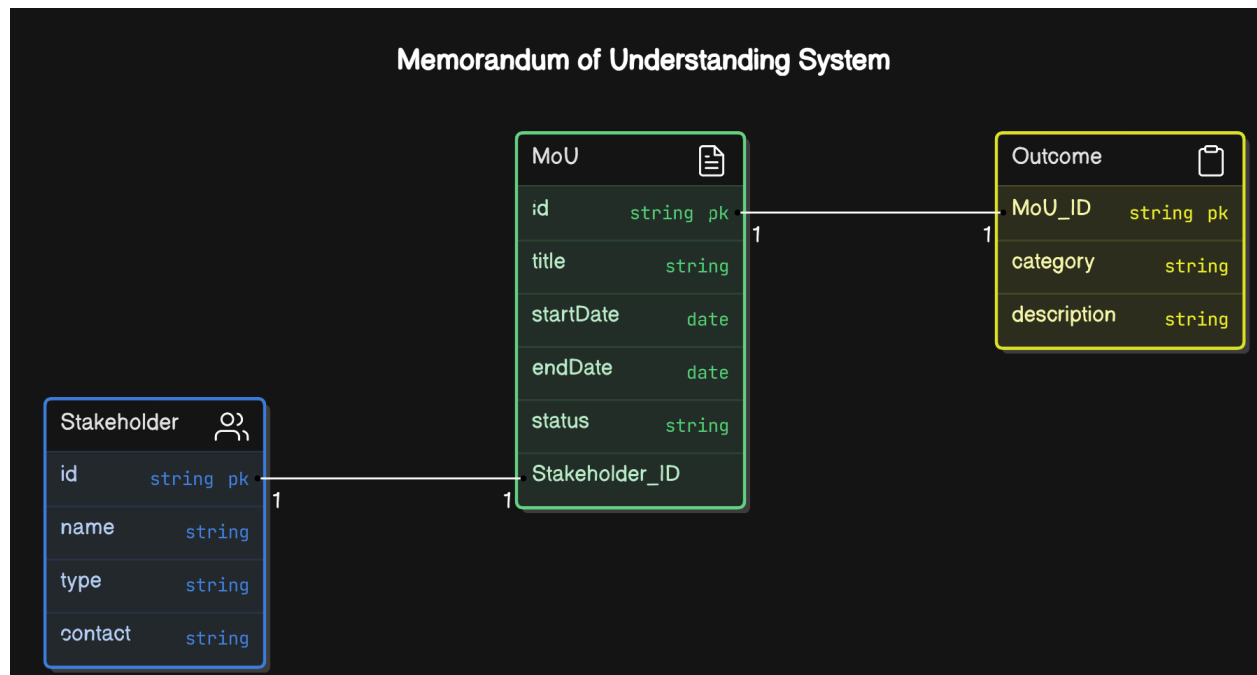 Memorandum of Understanding System
MoU
id string pk
title string
startDate date
endDate date
status string
Stakeholder_ID
Outcome
MoU_ID string pk
category string
description string
Stakeholder
id string pk
name string
type string
contact string
1
1
1
1